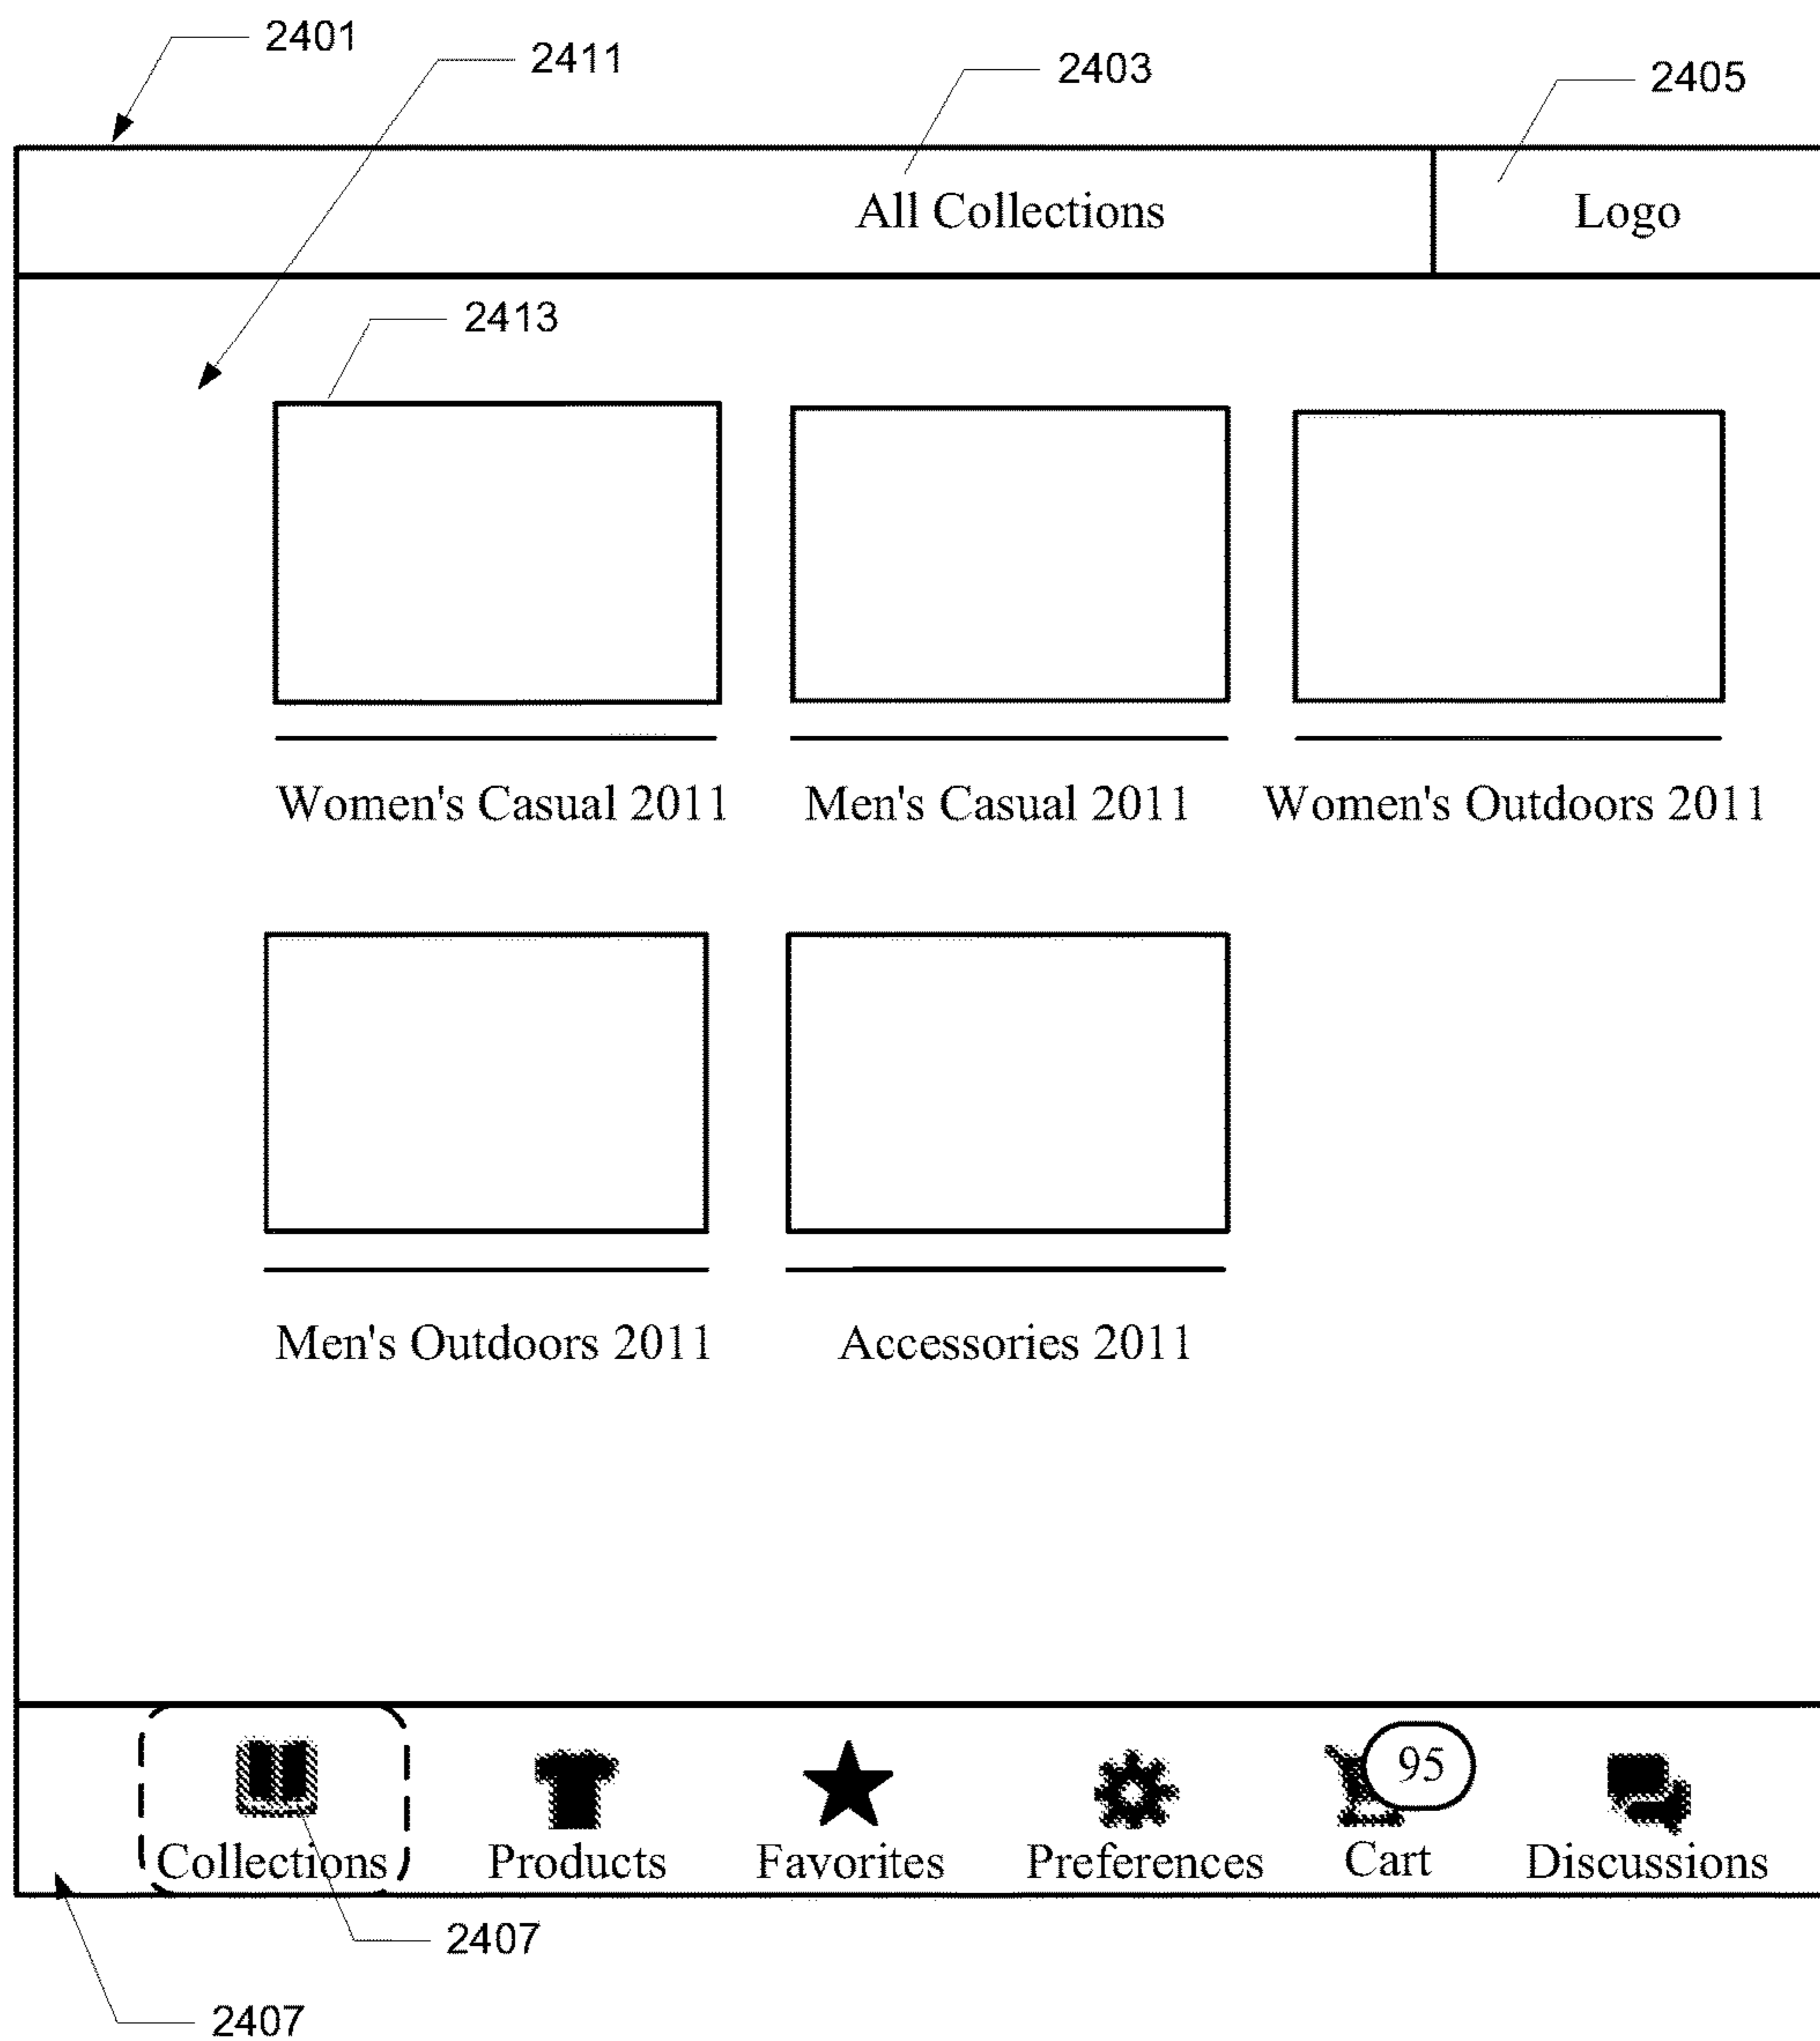 2401
2411
2403
2405
All Collections
Logo
2413
Women's Casual 2011
Men's Casual 2011
Women's Outdoors 2011
Men's Outdoors 2011
Accessories 2011
95
Collections
Products
Favorites
Preferences
Cart
Discussions
2407
2407